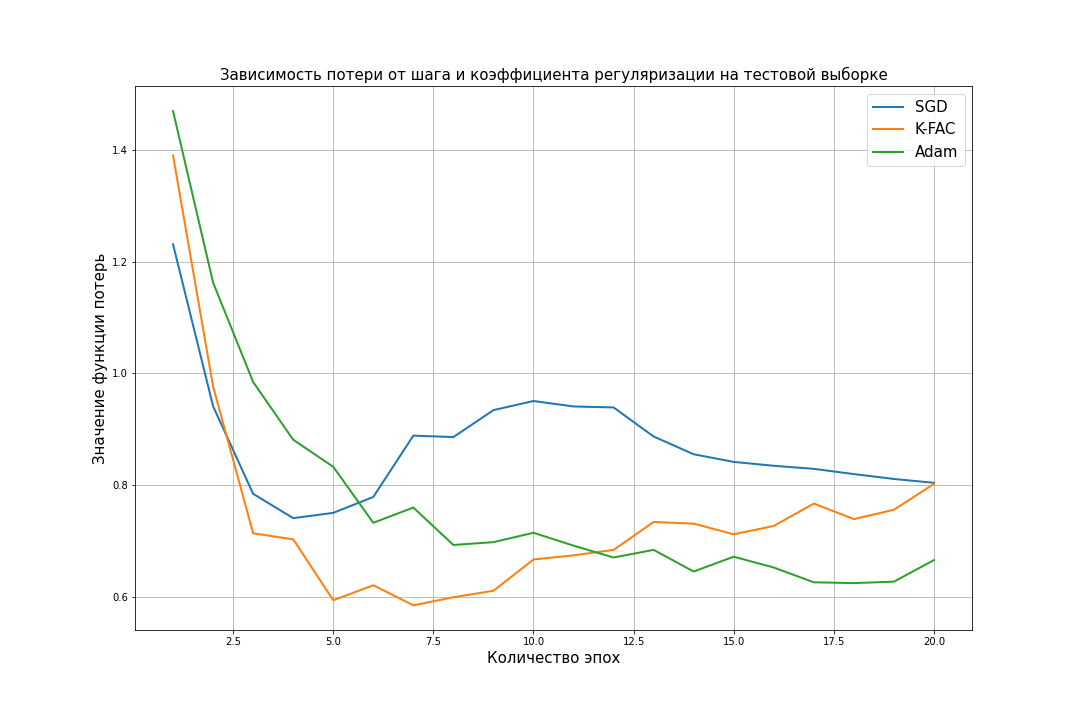 Зависимость потери от шага и коэффициента регуляризации на тестовой выборке
SGD
K-FAC
Adam
1.4
1.2
1.0
0.8
0.6
Значение функции потерь
2.5 5.0 7.5 10.0 12.5 15.0 17.5 20.0
Количество эпох